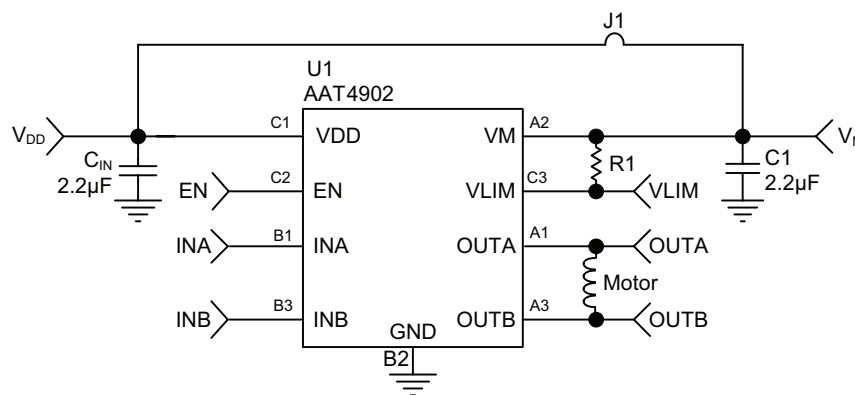 J1
U1
AAT4902
VDD
C1
VDD
VM
A2
CIN
2.2µF
R1
C1
2.2µF
EN
C2
EN
VLIM
C3
VLIM
INA
B1
INA
OUTA
A1
OUTA
Motor
INB
B3
INB
OUTB
A3
OUTB
GND
B2